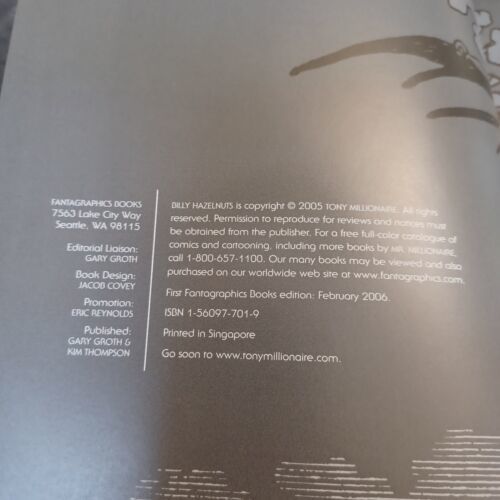 FANTAGRAPHICS BOOKS
7563 Lake City Way
Seattle, WA 98115
Editorial Liaison:
GARY GROTH
Book Design:
JACOB COVEY
Promotion:
ERIC REYNOLDS
Published:
GARY GROTH &
KIM THOMPSON
BILLY HAZELNUTS is copyright © 2005 TONY MILLIONAIRE. All rights
reserved. Permission to reproduce for reviews and notices must
be obtained from the publisher. For a free full-color catalogue of
comics and cartooning, including more books by MR. MILLIONAIRE,
call 1-800-657-1100. Our many books may be viewed and also
purchased on our worldwide web site at www.fantagraphics.com.
First Fantagraphics Books edition: February 2006.
ISBN 1-56097-701-9
Printed in Singapore
Go soon to www.tonymillionaire.com.